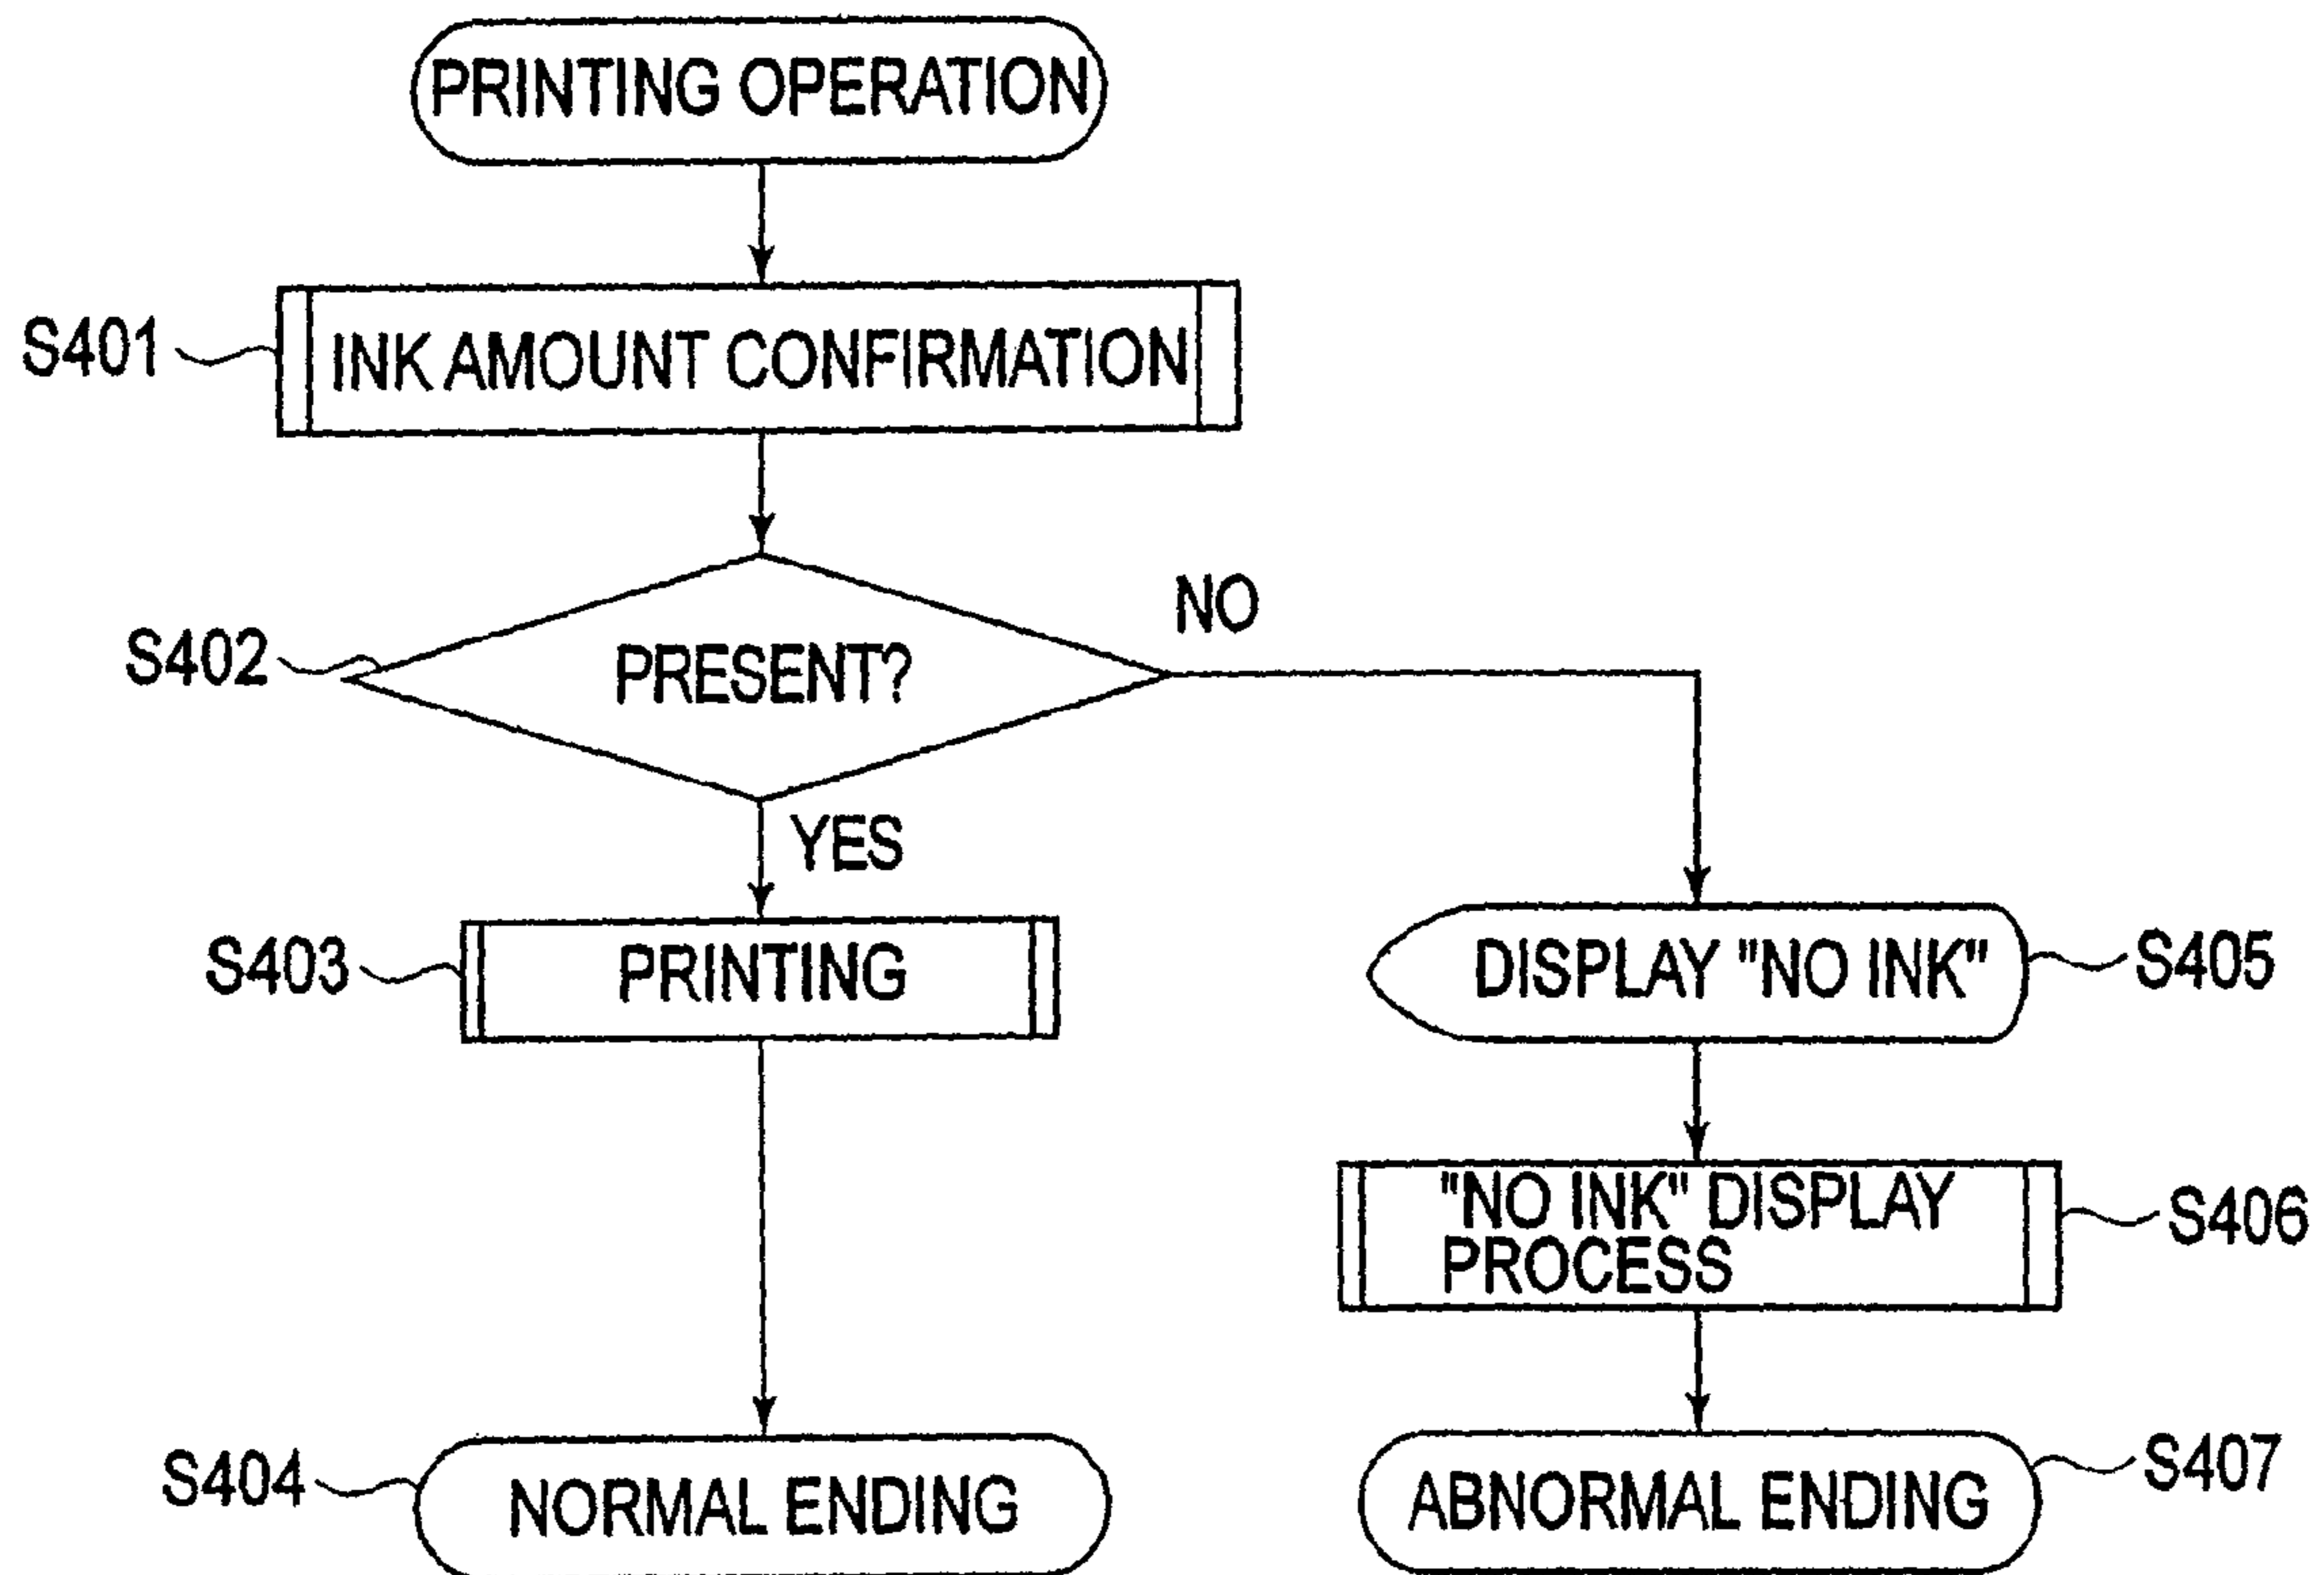 PRINTING OPERATION
S401
INK AMOUNT CONFIRMATION
S402
PRESENT?
NO
YES
S403
PRINTING
DISPLAY "NO INK"
S405
"NO INK" DISPLAY
PROCESS
S406
S404
NORMAL ENDING
ABNORMAL ENDING
S407